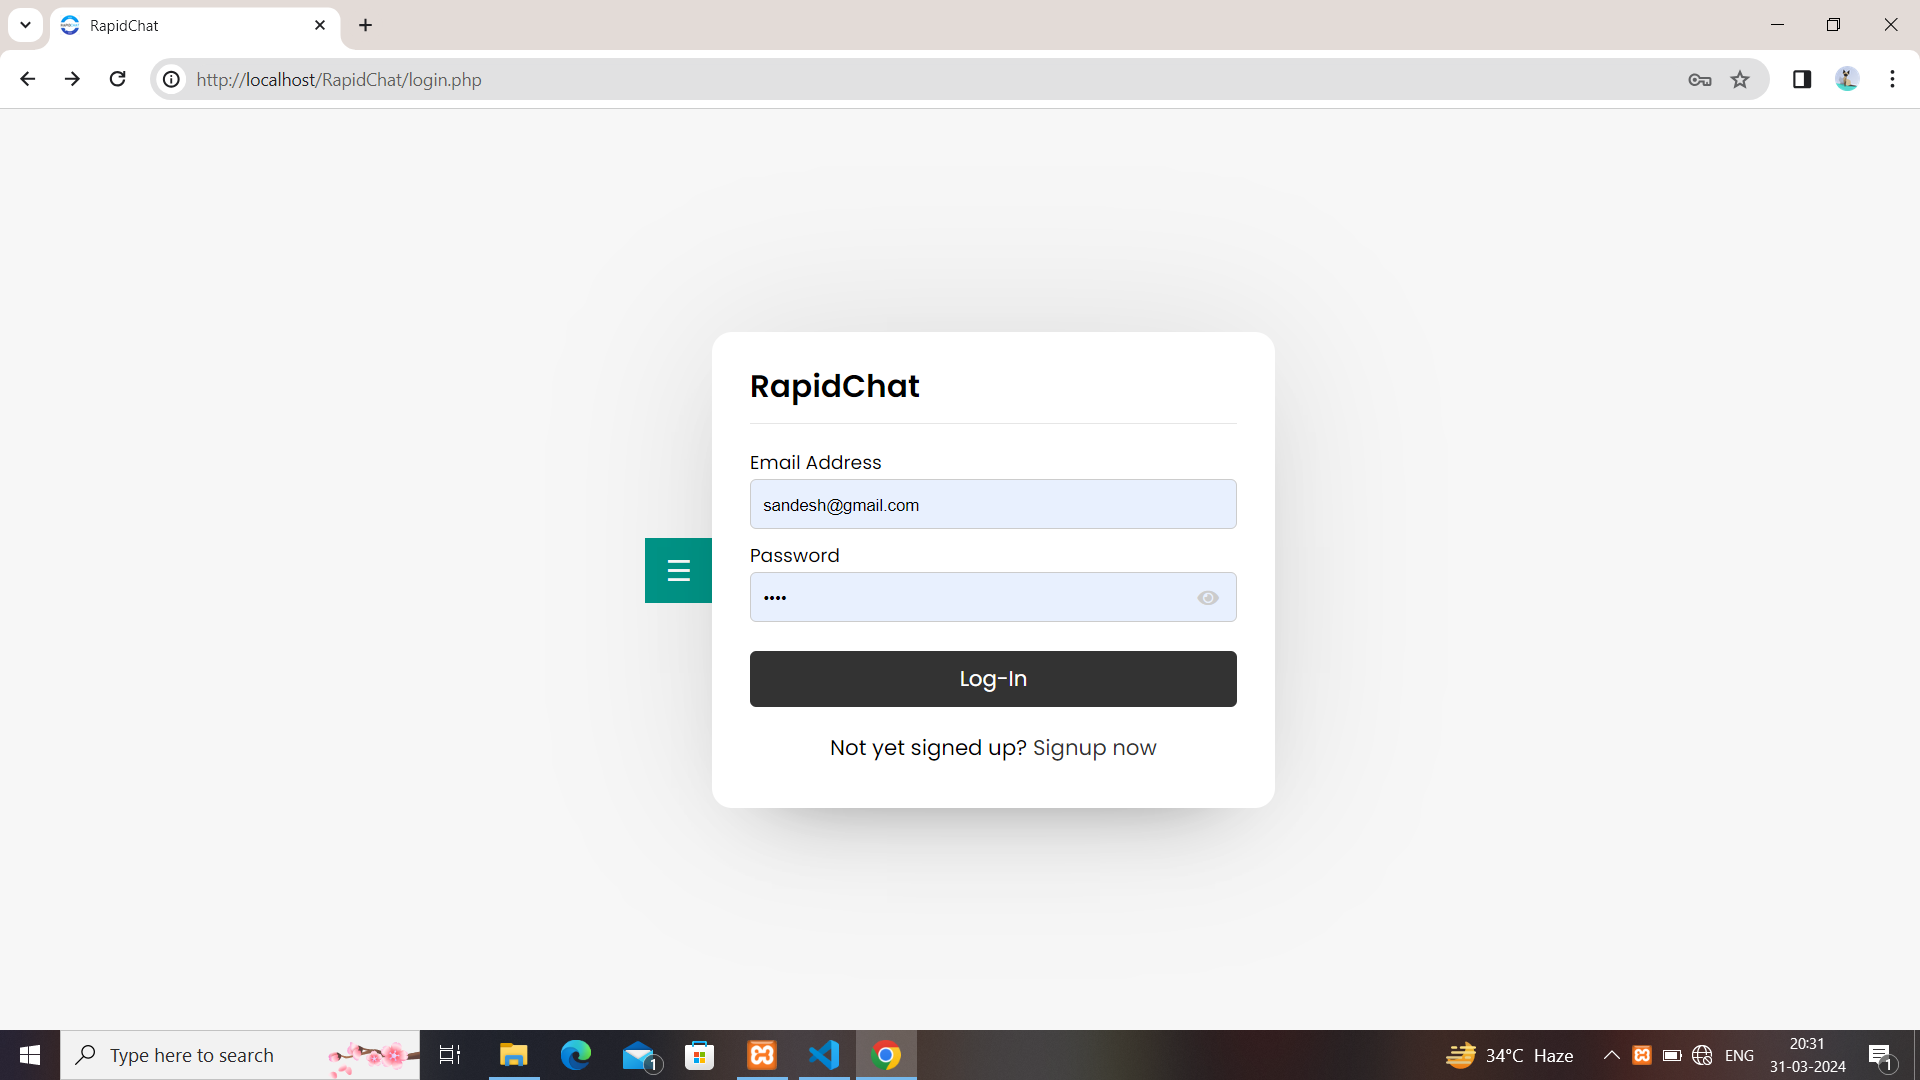 RapidChat
http://localhost/RapidChat/login.php
RapidChat
Email Address
sandesh@gmail.com
Password
••••
Log-In
Not yet signed up? Signup now
Type here to search
1
34°C Haze
ENG
20:31
31-03-2024
1